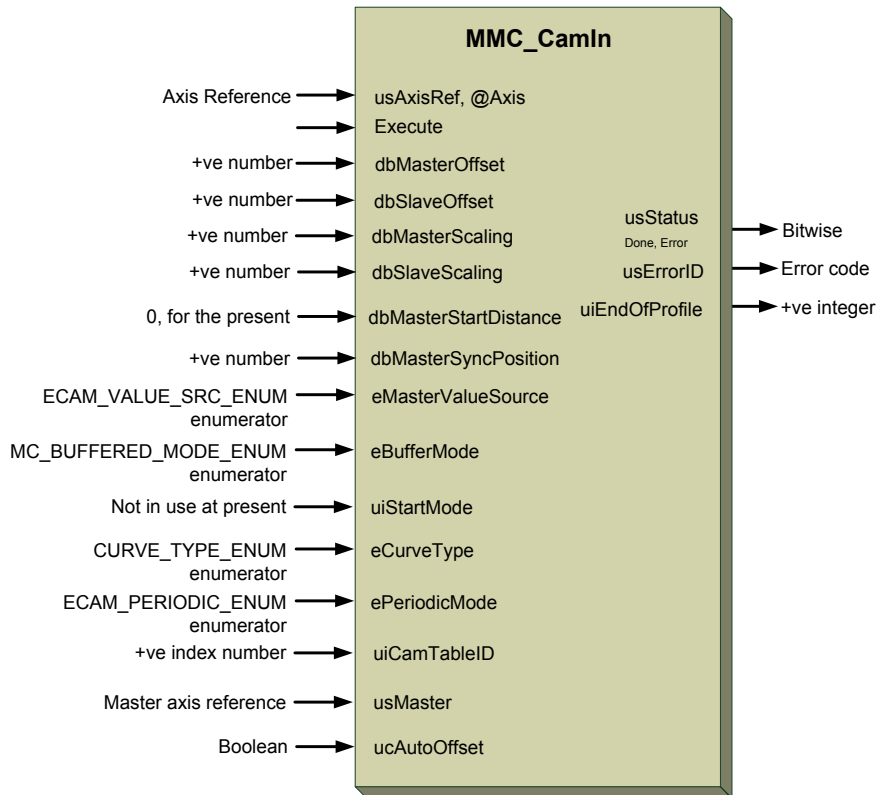 MMC_CamIn
Axis Reference
usAxisRef, @Axis
Execute
+ve number
dbMasterOffset
+ve number
dbSlaveOffset
+ve number
dbMasterScaling
+ve number
dbSlaveScaling
0, for the present
dbMasterStartDistance
+ve number
dbMasterSyncPosition
ECAM_VALUE_SRC_ENUM
enumerator
eMasterValueSource
MC_BUFFERED_MODE_ENUM
enumerator
eBufferMode
Not in use at present
uiStartMode
CURVE_TYPE_ENUM
enumerator
eCurveType
ECAM_PERIODIC_ENUM
enumerator
ePeriodicMode
+ve index number
uiCamTableID
Master axis reference
usMaster
Boolean
ucAutoOffset
usStatus
Done, Error
Bitwise
usErrorID
Error code
uiEndOfProfile
+ve integer